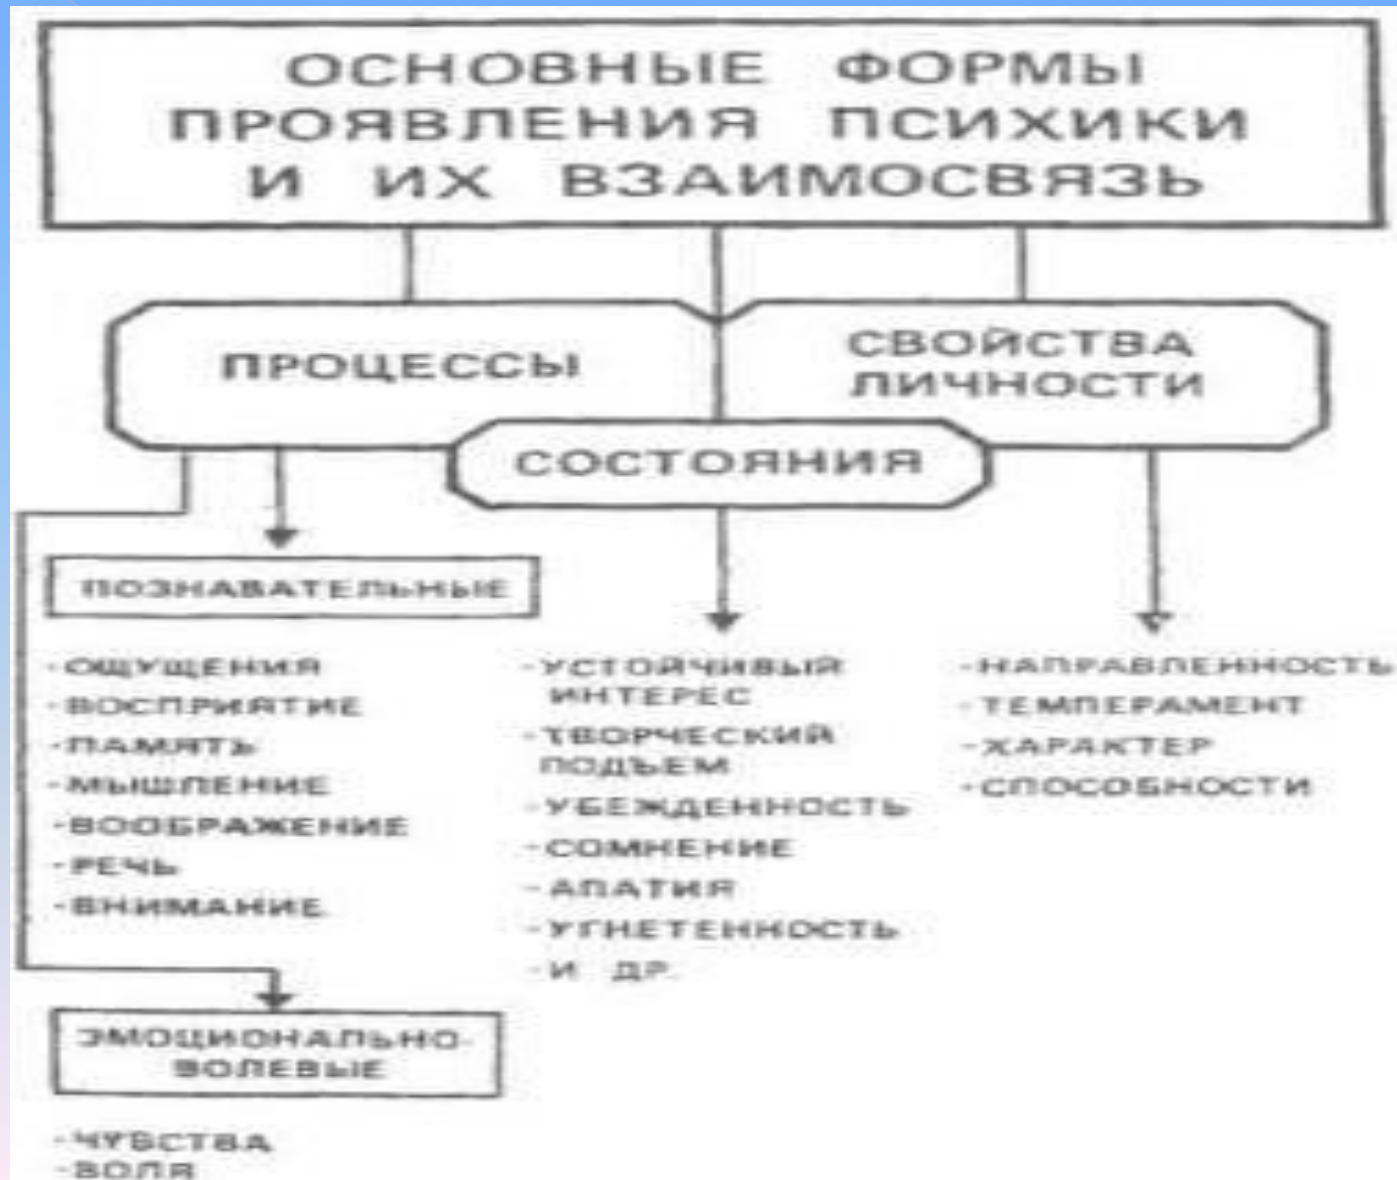 ОСНОВНЫЕ ФОРМЫ
ПРОЯВЛЕНИЯ ПСИХИКИ
И ИХ ВЗАИМОСВЯЗЬ
ПРОЦЕССЫ
СВОЙСТВА
ЛИЧНОСТИ
СОСТОЯНИЯ
ПОЗНАВАТЕЛЬНЫЕ
-ОЩУЩЕНИЯ
-ВОСПРИЯТИЕ
-ПАМЯТЬ
-МЫШЛЕНИЕ
-ВООБРАЖЕНИЕ
-РЕЧЬ
-ВНИМАНИЕ
ЭМОЦИОНАЛЬНО-
ВОЛЕВЫЕ
-ЧУВСТВА
-ВОЛЯ
-УСТОЙЧИВЫЙ
ИНТЕРЕС
-ТВОРЧЕСКИЙ
ПОДЪЕМ
-УБЕЖДЕННОСТЬ
-СОМНЕНИЕ
-АПАТИЯ
-УГНЕТЕННОСТЬ
-И ДР.
-НАПРАВЛЕННОСТЬ
-ТЕМПЕРАМЕНТ
-ХАРАКТЕР
-СПОСОБНОСТИ